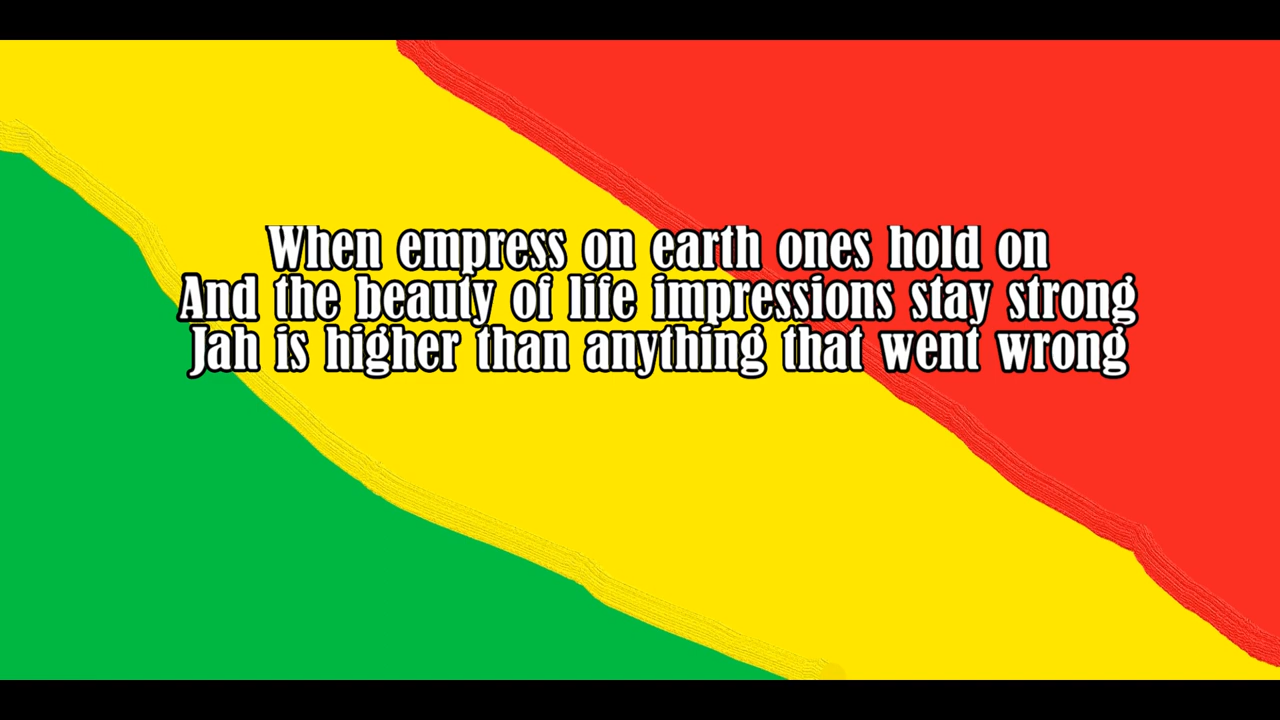 When empress on earth ones hold on
And the beauty of life impressions stay strong
Jah is higher than anything that went wrong